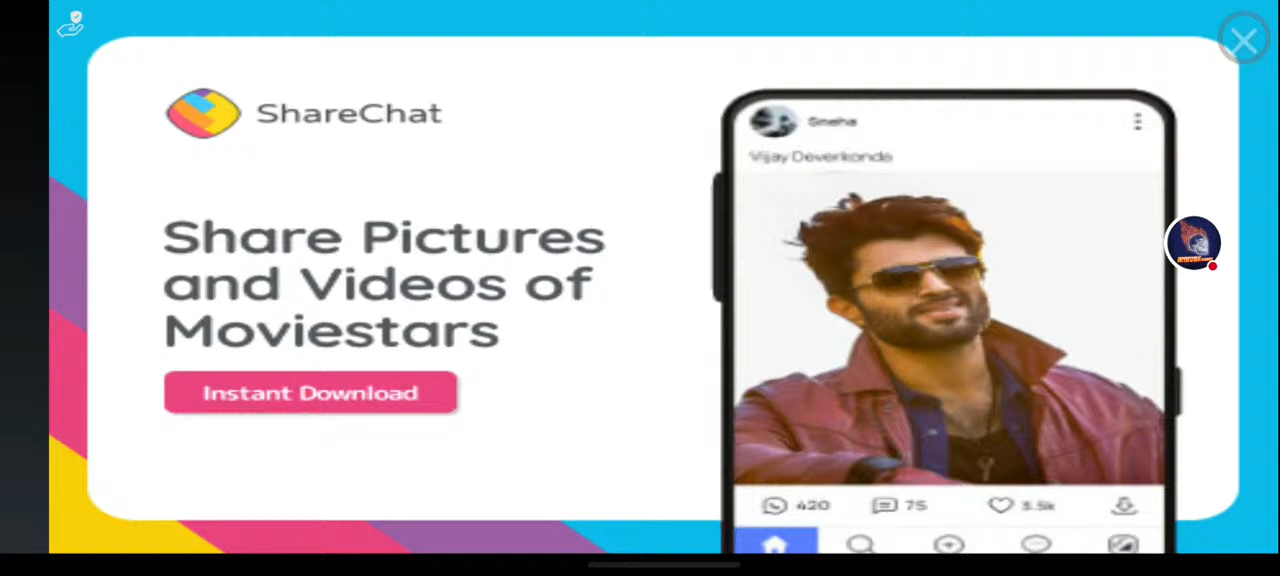 ShareChat
Share Pictures
and Videos of
Moviestars
Instant Download
Sneha
Vijay Deverkonda
420
75
3.5k